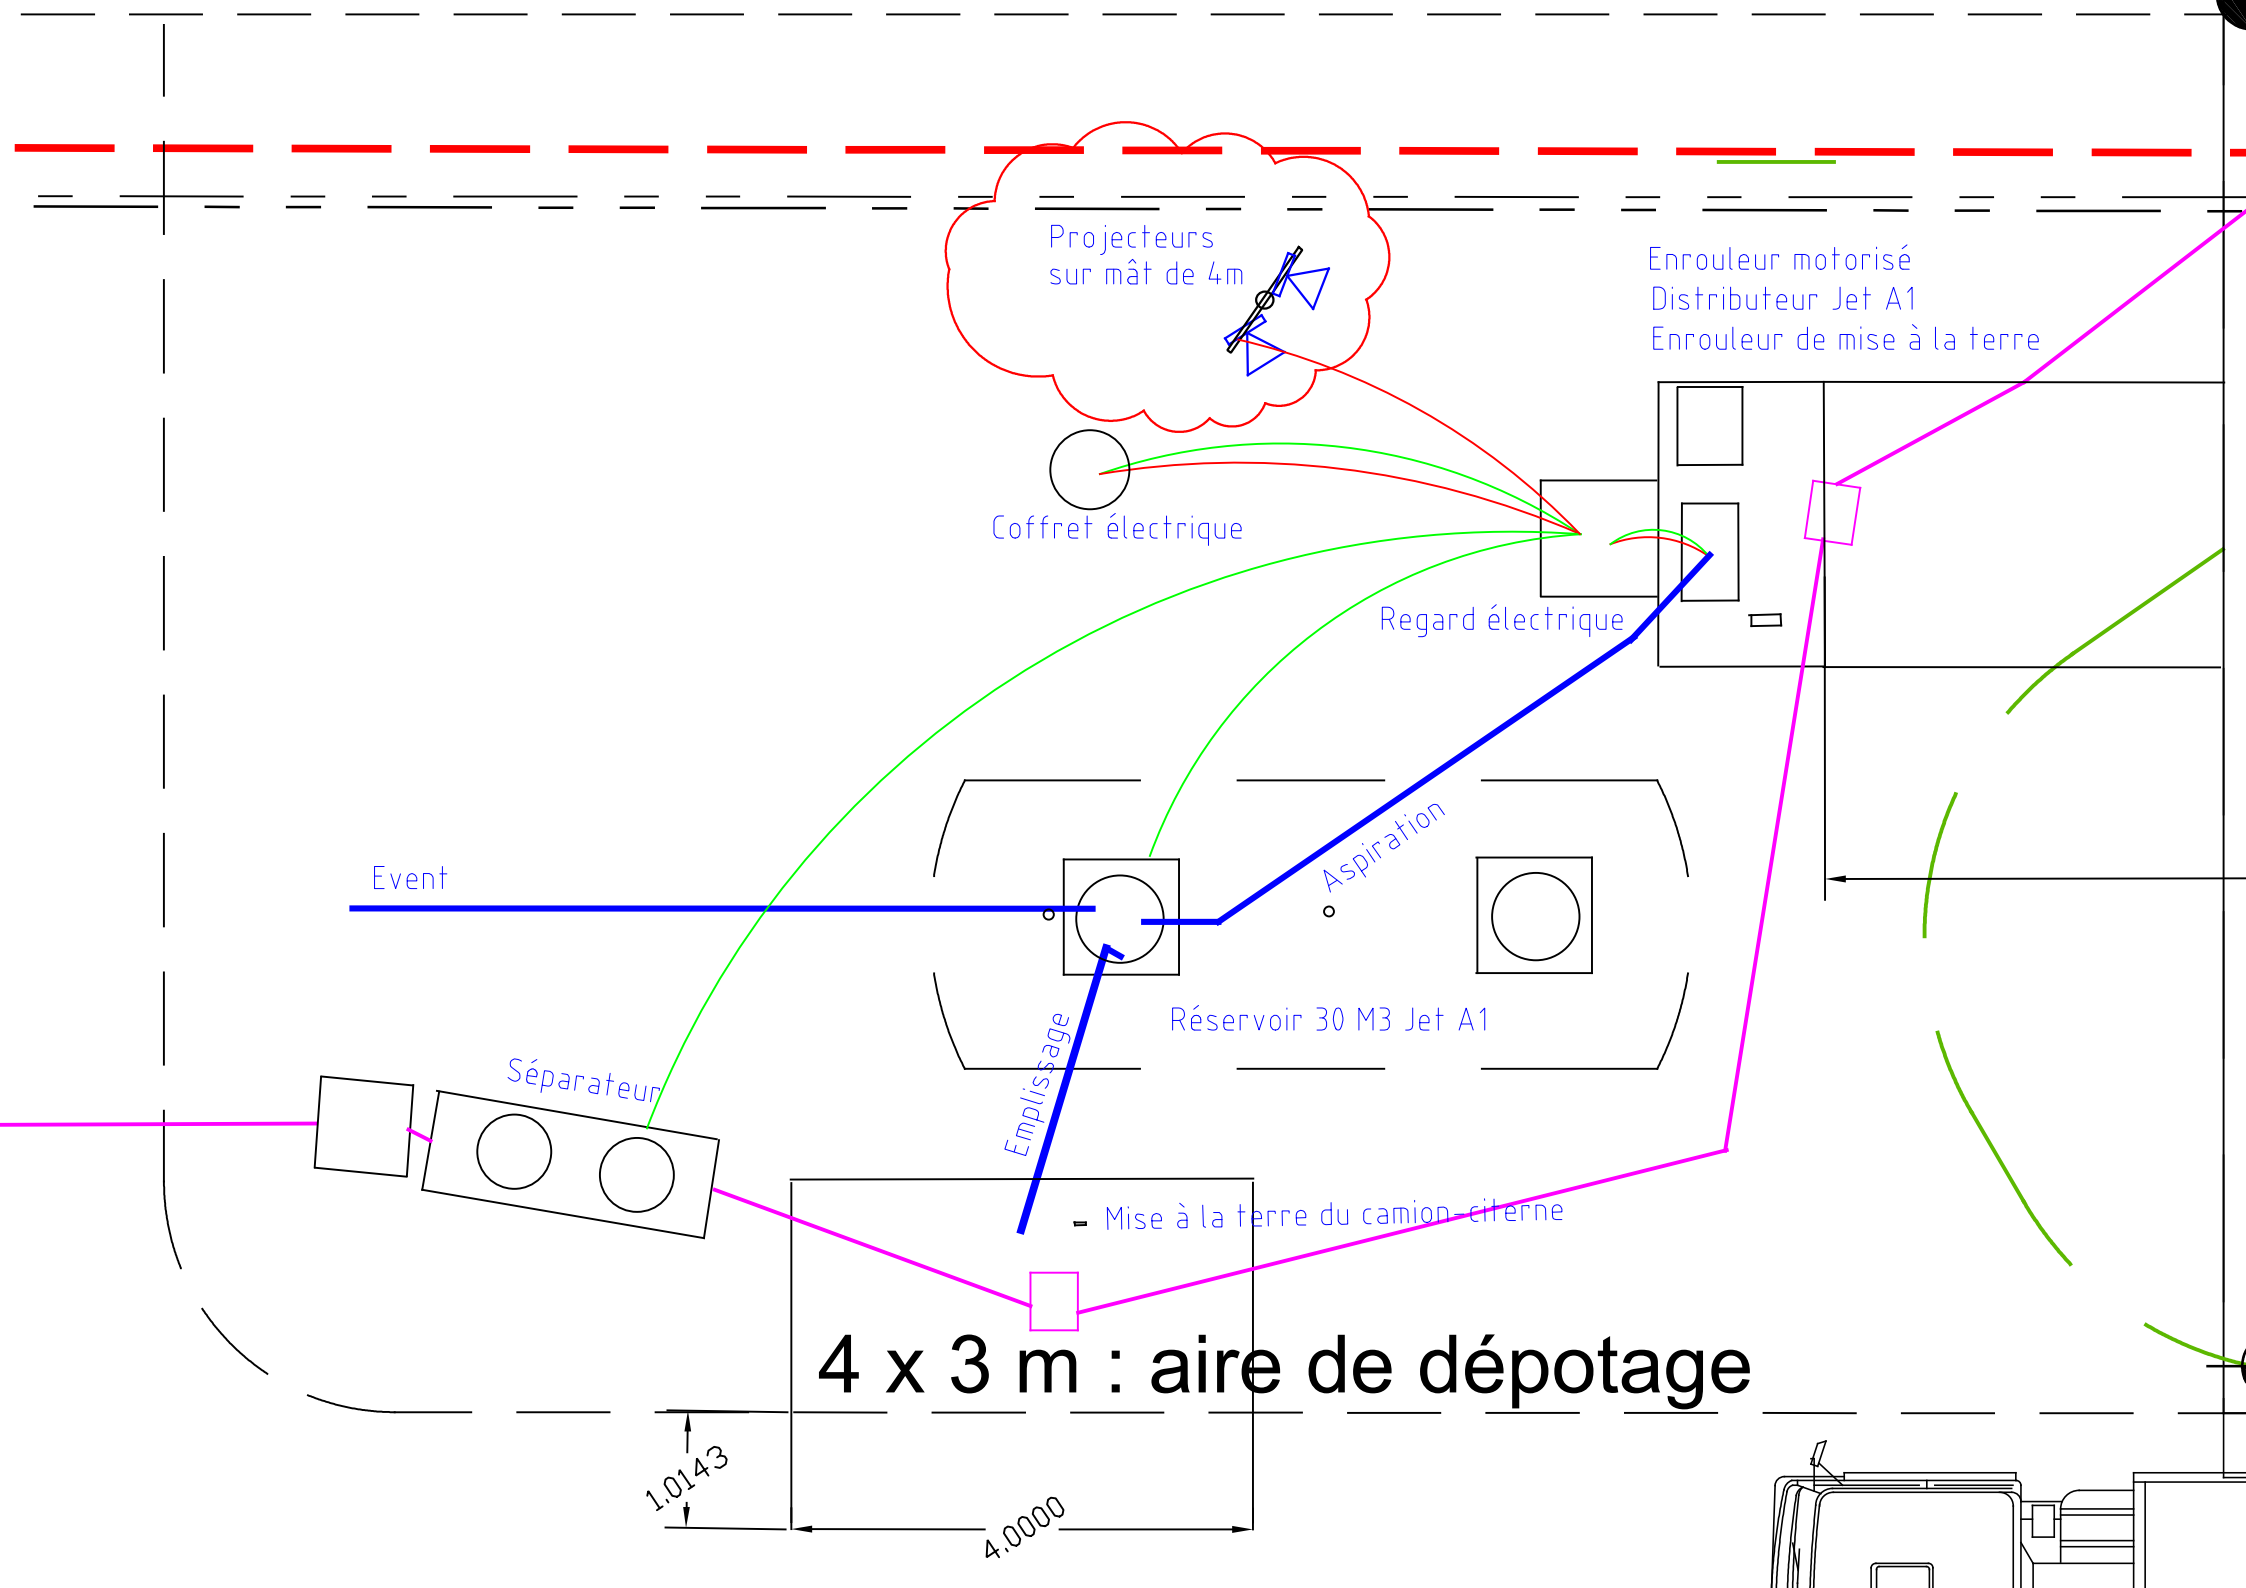 Projecteurs
sur mât de 4m
Enrouleur motorisé
Distributeur Jet A1
Enrouleur de mise à la terre
Coffret électrique
Regard électrique
Aspiration
Event
Réservoir 30 M3 Jet A1
Emplissage
Séparateur
Mise à la terre du camion-citerne
4 x 3 m : aire de dépotage
1,0143
4,0000